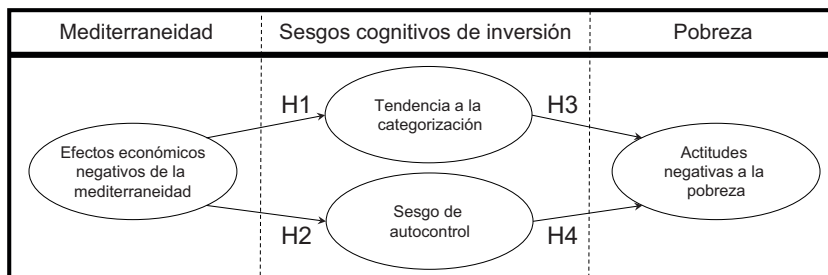 Mediterraneidad
Sesgos cognitivos de inversión
Pobreza
H1
Tendencia a la
categorización
H3
Efectos económicos
negativos de la
mediterraneidad
Actitudes
negativas a la
pobreza
H2
Sesgo de
autocontrol
H4